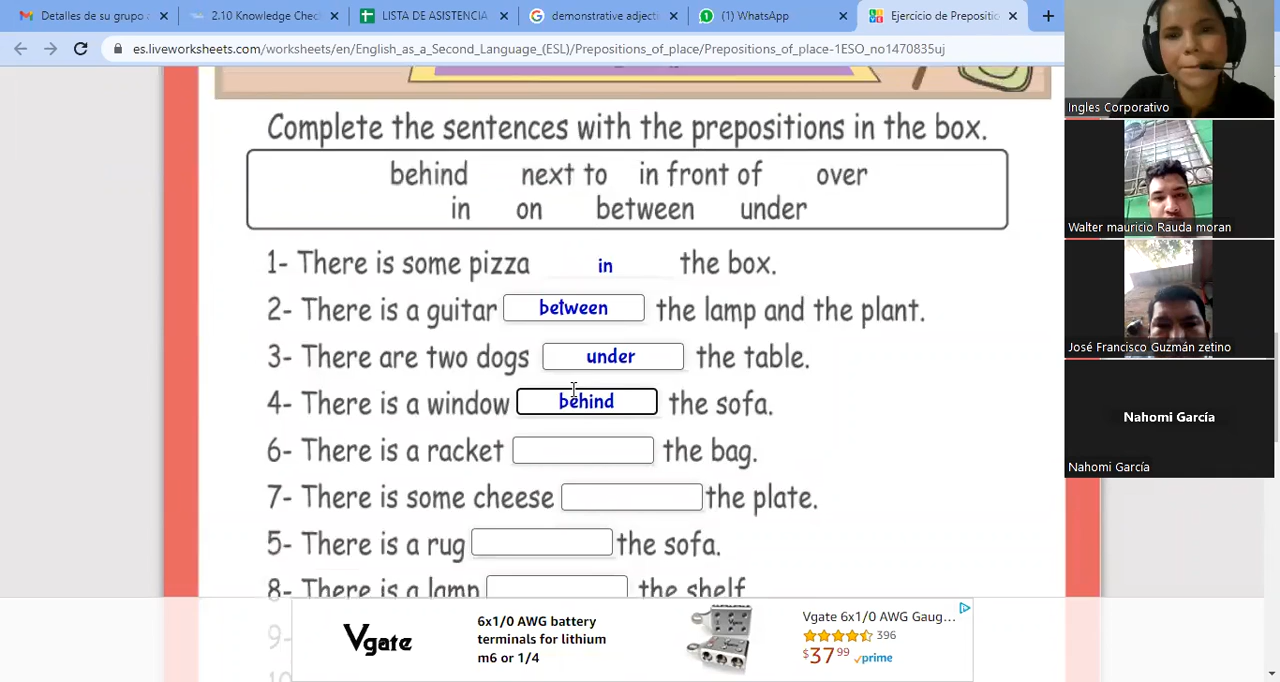 Detalles de su grupo
2.10 Knowledge Chec
LISTA DE ASISTENCIA
demonstrative adject
(1) WhatsApp
Ejercicio de Prepositi
es.liveworksheets.com/worksheets/en/English_as_a_Second_Language_(ESL)/Prepositions_of_place/Prepositions_of_place-1ESO_no1470835uj
Complete the sentences with the prepositions in the box.
behind next to in front of over
in on between under
1- There is some pizza in the box.
2- There is a guitar between the lamp and the plant.
3- There are two dogs under the table.
4- There is a window behind the sofa.
6- There is a racket the bag.
7- There is some cheese the plate.
5- There is a rug the sofa.
8- There is a lamp the shelf
9-
10
Vgate
6x1/0 AWG battery
terminals for lithium
m6 or 1/4
Vgate 6x1/0 AWG Gaug...
396
$37.99 prime
Ingles Corporativo
Walter mauricio Rauda moran
José Francisco Guzmán zetino
Nahomi García
Nahomi García